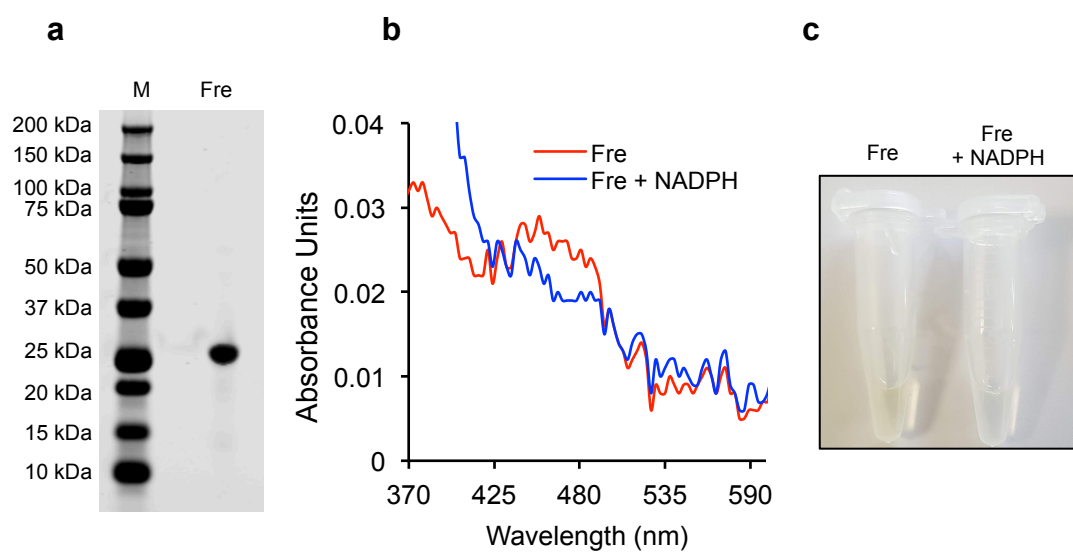 a
M Fre
200 kDa
150 kDa
100 kDa
75 kDa
50 kDa
37 kDa
25 kDa
20 kDa
15 kDa
10 kDa
b
0.04
0.03
0.02
0.01
0
Absorbance Units
Fre
Fre + NADPH
370 425 480 535 590
Wavelength (nm)
c
Fre
Fre
+ NADPH